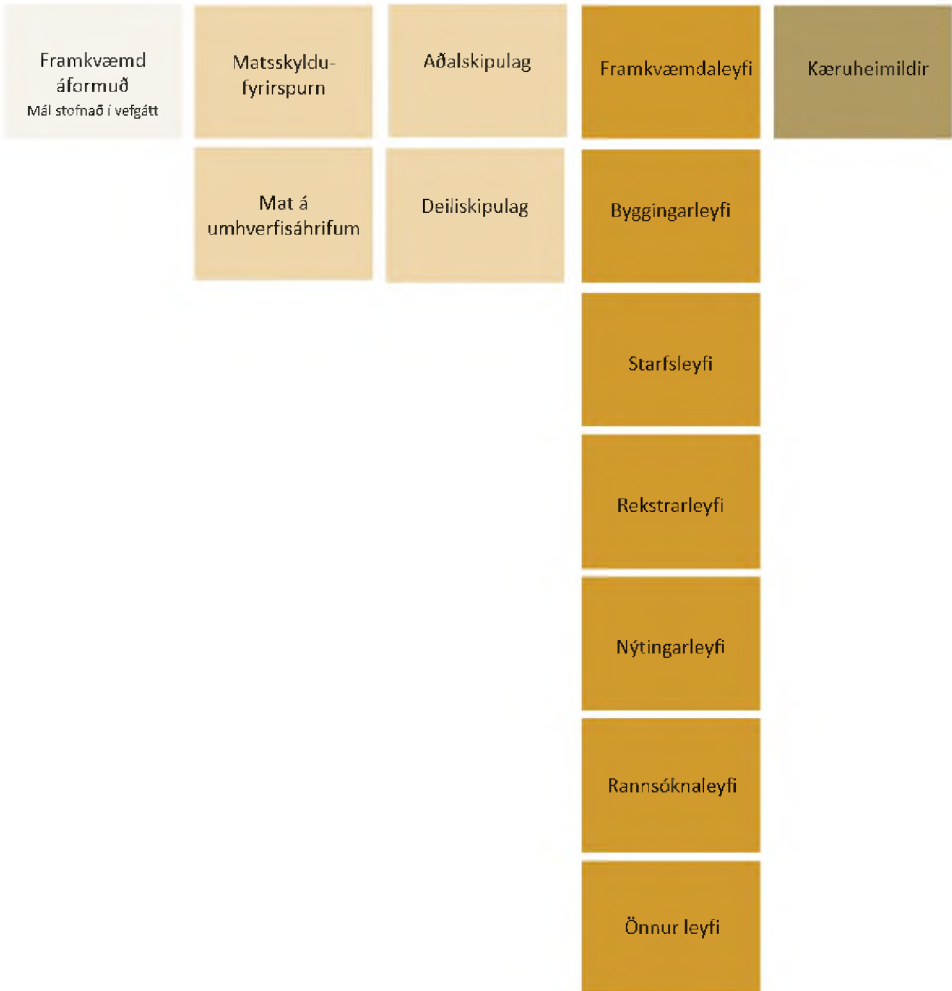 Framkvæmd
áformuð
Mál stofnað í vefgátt
Matsskyldu-
fyrirspurn
Aðalskipulag
Framkvæmdaleyfi
Kæruheimildir
Mat á
umhverfisáhrifum
Deiliskipulag
Byggingarleyfi
Starfsleyfi
Rekstrarleyfi
Nýtingarleyfi
Rannsóknaleyfi
Önnur leyfi